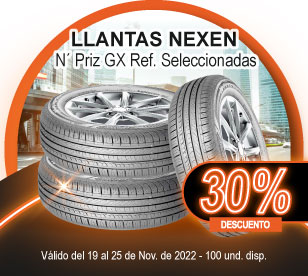 LLANTAS NEXEN
N´ Priz GX Ref. Seleccionadas
30%
DESCUENTO
Válido del 19 al 25 de Nov. de 2022 - 100 und. disp.